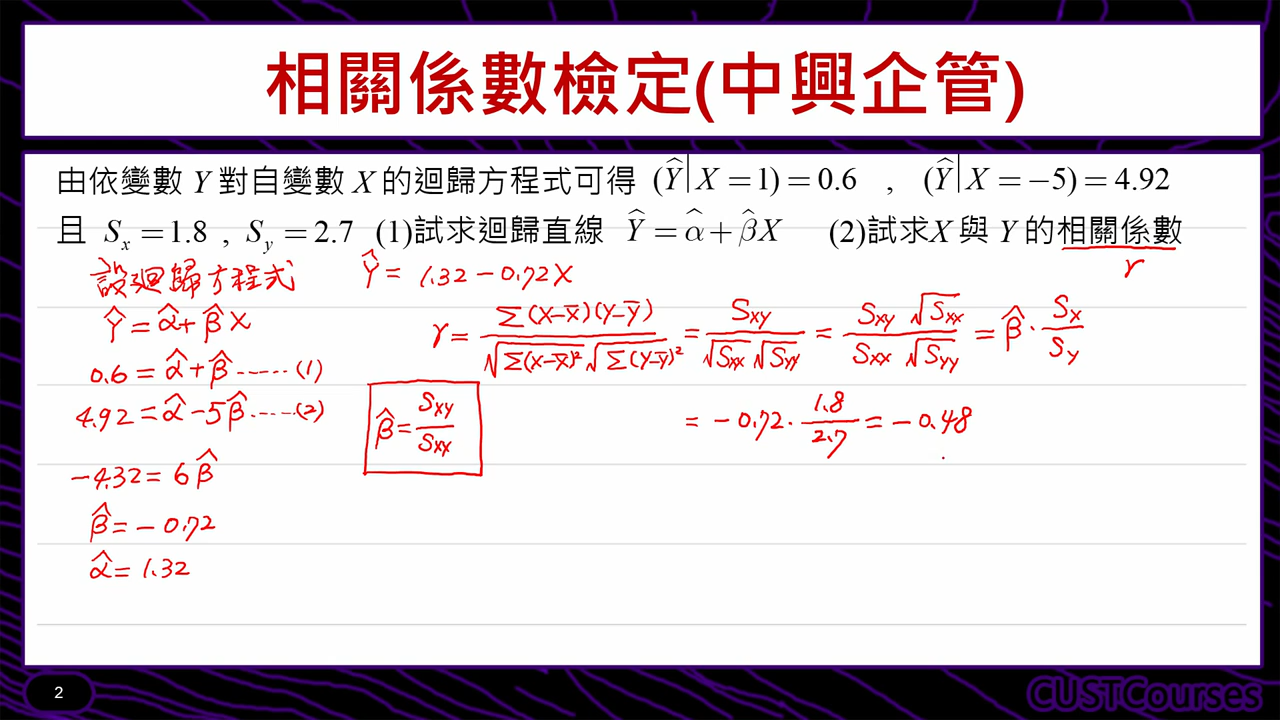 相關係數檢定(中興企管)
由依變數 Y 對自變數 X 的迴歸方程式可得 (Ŷ|X = 1) = 0.6 , (Ŷ|X = −5) = 4.92
且 Sₓ = 1.8 , S_y = 2.7 (1)試求迴歸直線 Ŷ = α̂ + β̂X (2)試求X 與 Y 的相關係數
r
設迴歸方程式
Ŷ = α̂ + β̂X
0.6 = α̂ + β̂ ------ (1)
4.92 = α̂ − 5β̂ ---- (2)
−4.32 = 6β̂
β̂ = −0.72
α̂ = 1.32
Ŷ = 1.32 − 0.72X
r = Σ(X−X̄)(Y−Ȳ) / √Σ(X−X̄)² √Σ(Y−Ȳ)² = Sxy / √Sxx √Syy = Sxy √Sxx / Sxx √Syy = β̂ · Sx / Sy
β̂ = Sxy / Sxx
= −0.72 · 1.8 / 2.7 = −0.48
2
CUSTCourses